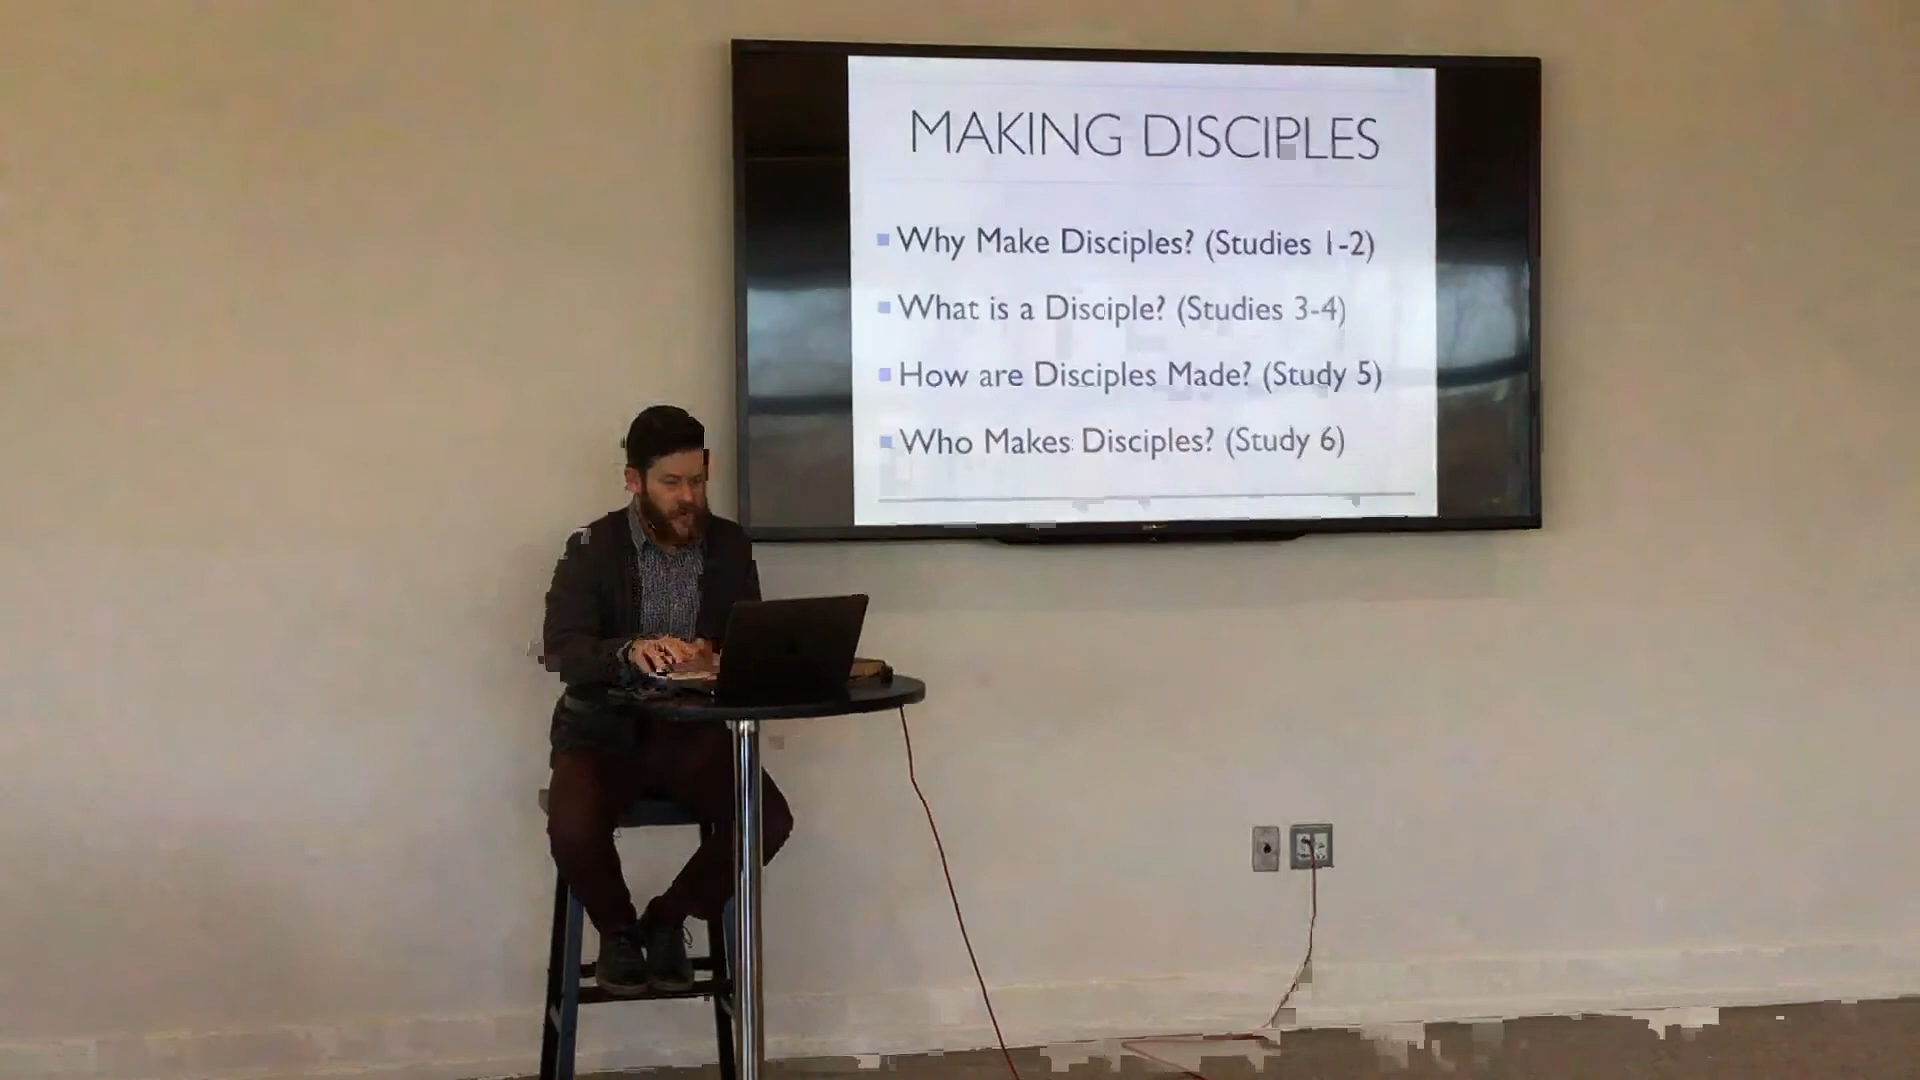 MAKING DISCIPLES
Why Make Disciples? (Studies 1-2)
What is a Disciple? (Studies 3-4)
How are Disciples Made? (Study 5)
Who Makes Disciples? (Study 6)